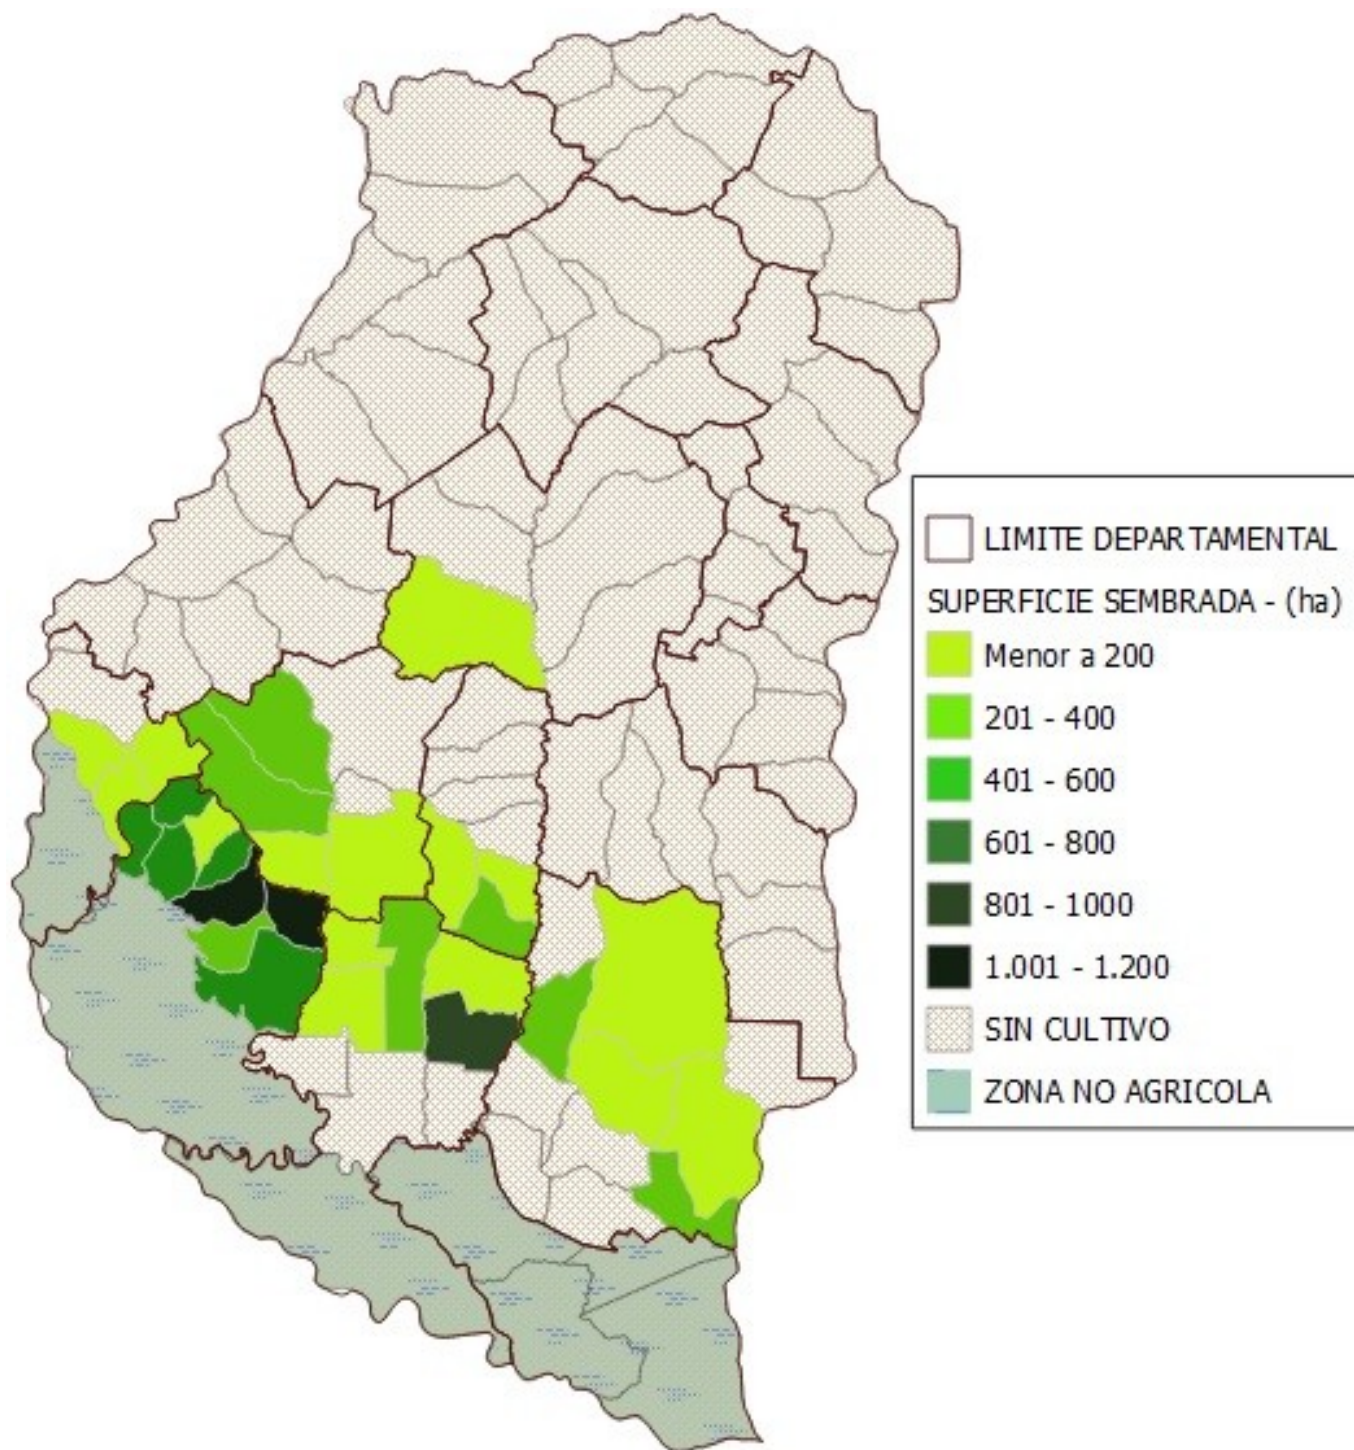 LIMITE DEPARTAMENTAL
SUPERFICIE SEMBRADA - (ha)
Menor a 200
201 - 400
401 - 600
601 - 800
801 - 1000
1.001 - 1.200
SIN CULTIVO
ZONA NO AGRICOLA